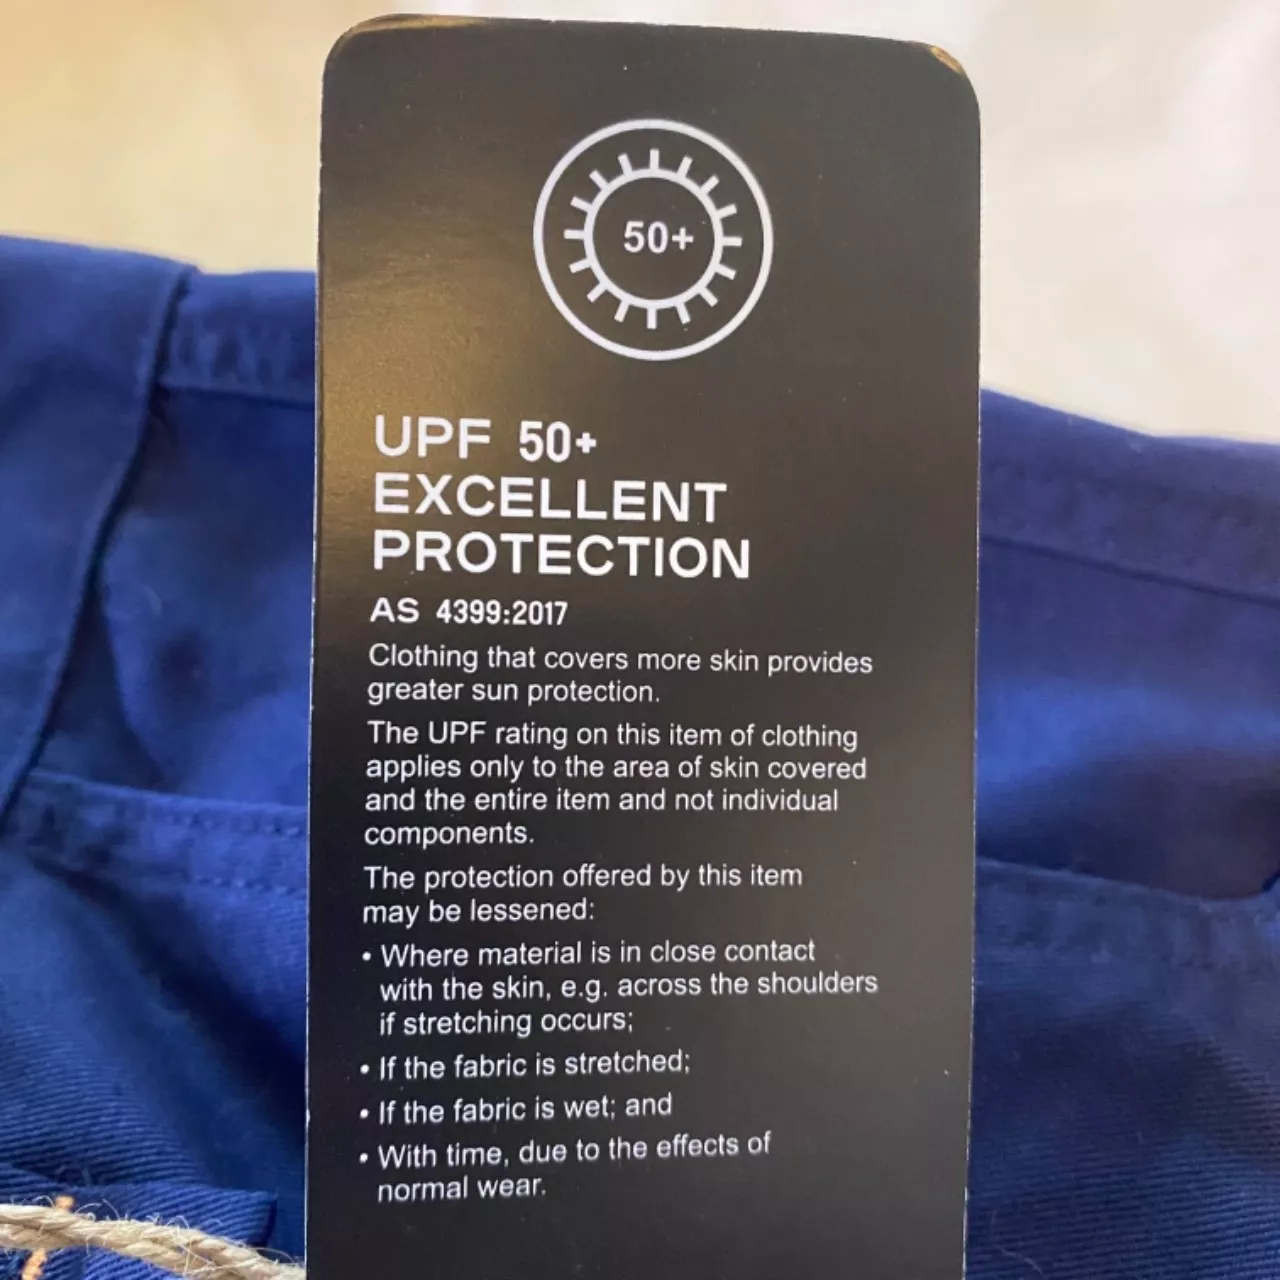 50+
UPF 50+
EXCELLENT
PROTECTION
AS 4399:2017
Clothing that covers more skin provides
greater sun protection.
The UPF rating on this item of clothing
applies only to the area of skin covered
and the entire item and not individual
components.
The protection offered by this item
may be lessened:
• Where material is in close contact
with the skin, e.g. across the shoulders
if stretching occurs;
• If the fabric is stretched;
• If the fabric is wet; and
• With time, due to the effects of
normal wear.